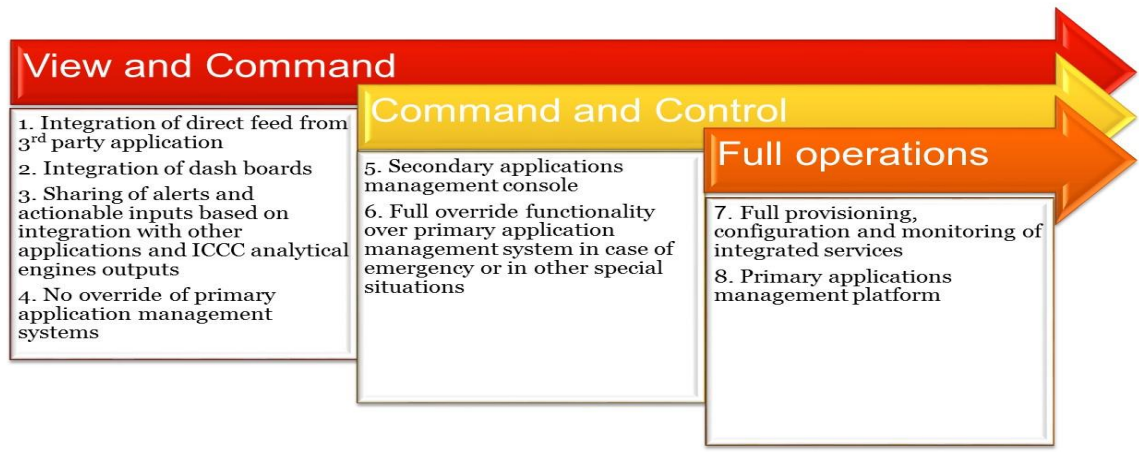 View and Command
1. Integration of direct feed from
3rd party application
2. Integration of dash boards
3. Sharing of alerts and
actionable inputs based on
integration with other
applications and ICCC analytical
engines outputs
4. No override of primary
application management
systems
Command and Control
5. Secondary applications
management console
6. Full override functionality
over primary application
management system in case of
emergency or in other special
situations
Full operations
7. Full provisioning,
configuration and monitoring of
integrated services
8. Primary applications
management platform